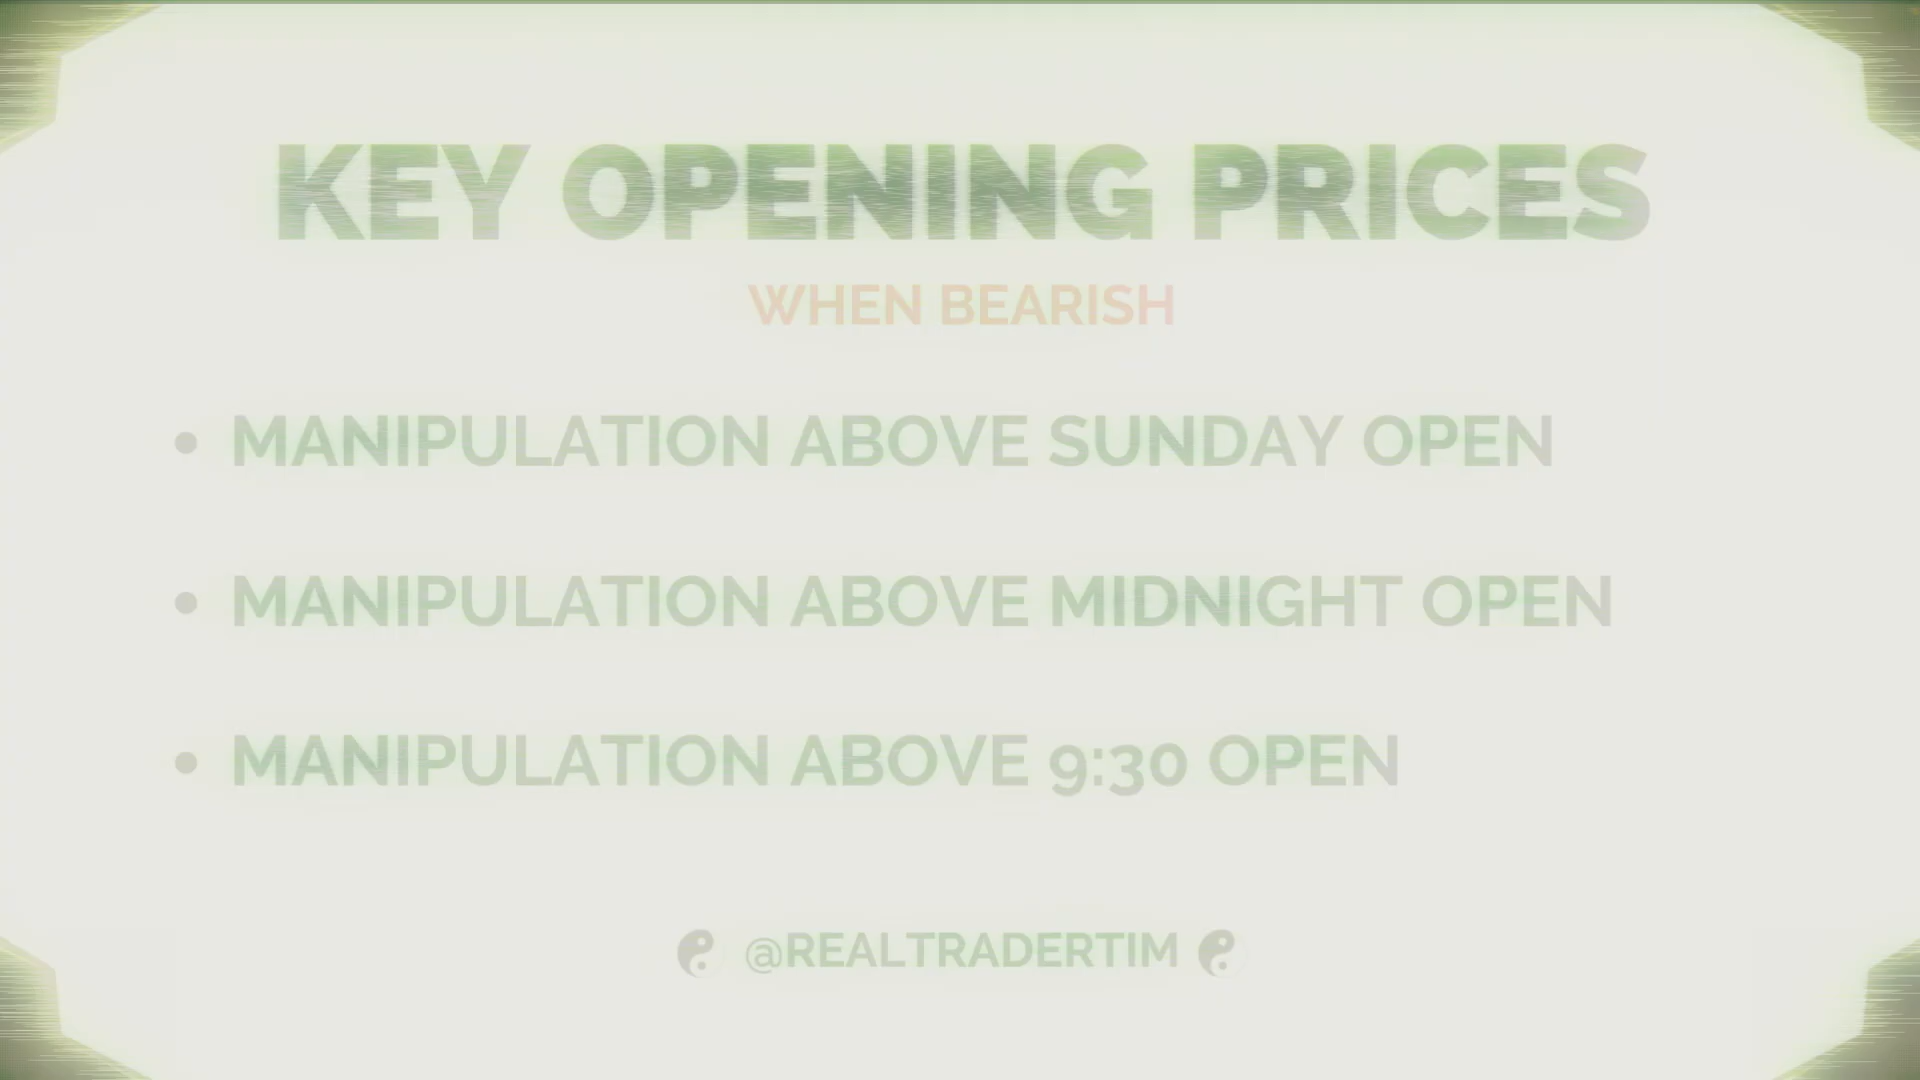 KEY OPENING PRICES
WHEN BEARISH
• MANIPULATION ABOVE SUNDAY OPEN
• MANIPULATION ABOVE MIDNIGHT OPEN
• MANIPULATION ABOVE 9:30 OPEN
☯ @REALTRADERTIM ☯